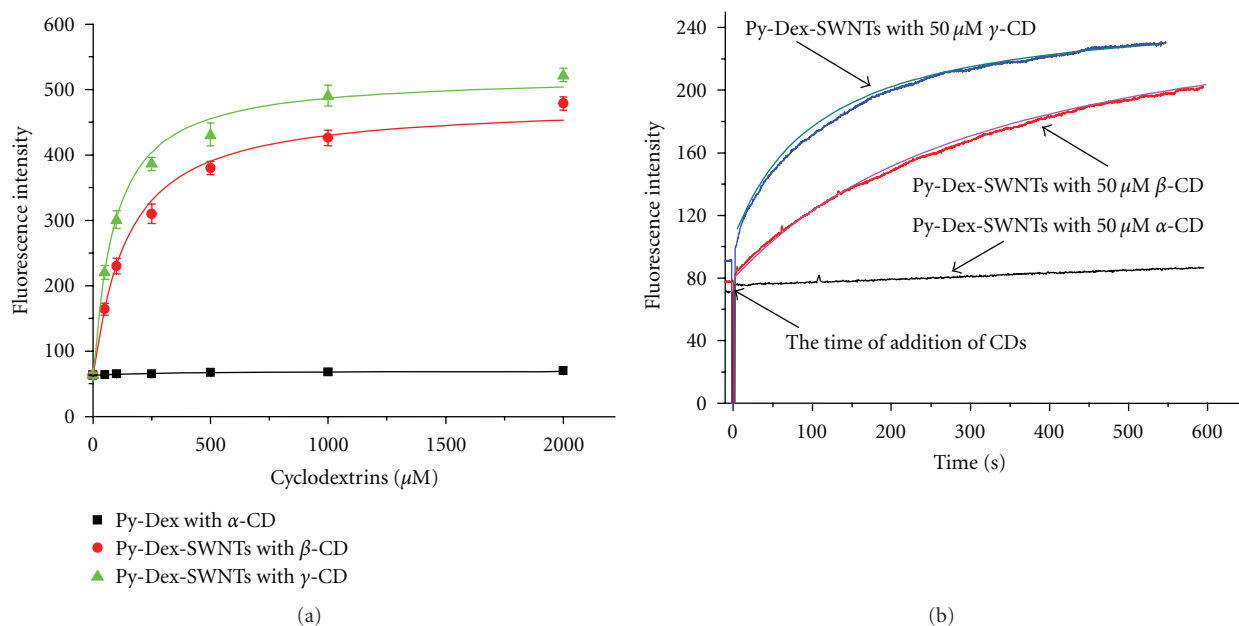 600
500
400
300
200
100
0
Fluorescence intensity
0
500
1000
1500
2000
Cyclodextrins (μM)
Py-Dex with α-CD
Py-Dex-SWNTs with β-CD
Py-Dex-SWNTs with γ-CD
(a)
240
200
160
120
80
40
0
Fluorescence intensity
Py-Dex-SWNTs with 50 μM γ-CD
Py-Dex-SWNTs with 50 μM β-CD
Py-Dex-SWNTs with 50 μM α-CD
The time of addition of CDs
0
100
200
300
400
500
600
Time (s)
(b)